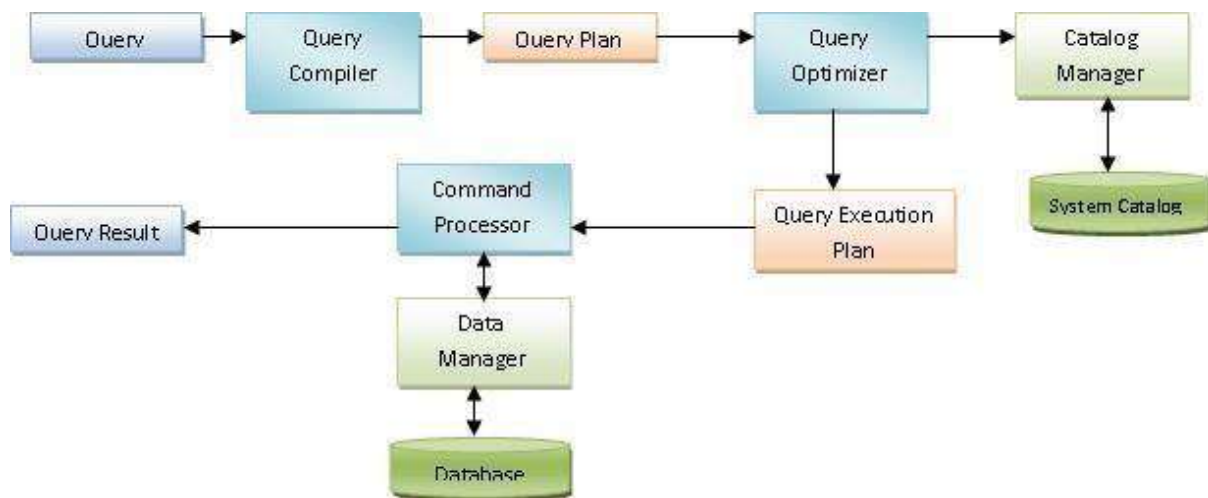 Query
Query
Compiler
Query Plan
Query
Optimizer
Catalog
Manager
Command
Processor
Query Execution
Plan
System Catalog
Query Result
Data
Manager
Database